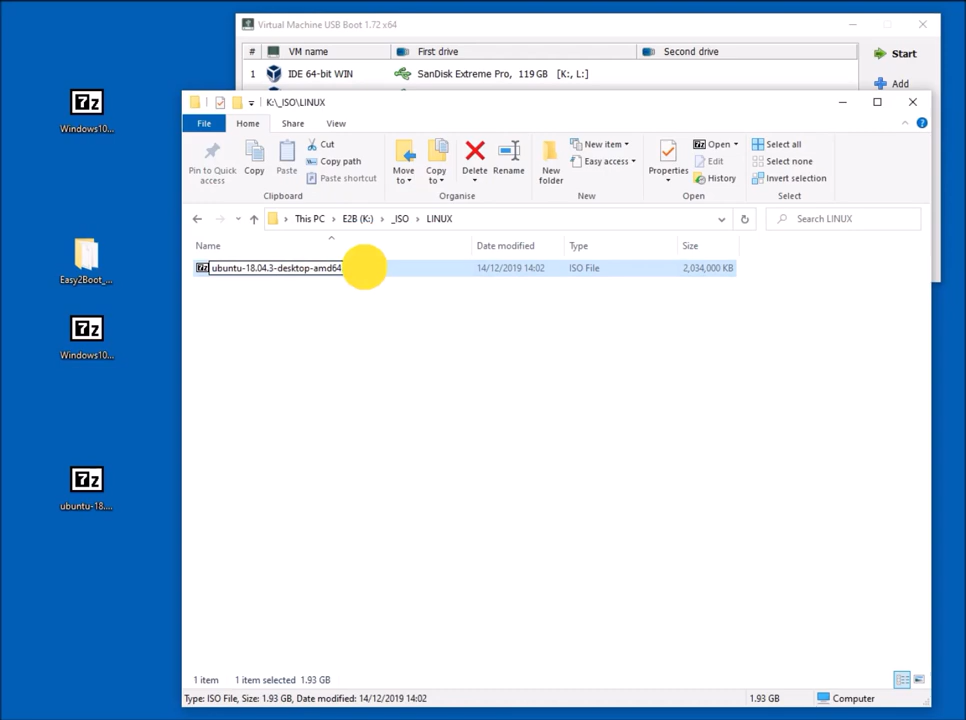 Virtual Machine USB Boot 1.72 x64
# VM name First drive Second drive
Start
1 IDE 64-bit WIN SanDisk Extreme Pro, 119 GB [K:, L:]
Add
K:\_ISO\LINUX
File Home Share View
Pin to Quick access
Copy
Paste
Cut
Copy path
Paste shortcut
Clipboard
Move to
Copy to
Delete
Rename
Organise
New folder
New item
Easy access
New
Properties
Open
Edit
History
Open
Select all
Select none
Invert selection
Select
This PC > E2B (K:) > _ISO > LINUX
Search LINUX
Name Date modified Type Size
7z ubuntu-18.04.3-desktop-amd64 14/12/2019 14:02 ISO File 2,034,000 KB
1 item 1 item selected 1.93 GB
Type: ISO File, Size: 1.93 GB, Date modified: 14/12/2019 14:02 1.93 GB Computer
7z
Windows10...
Easy2Boot_...
7z
Windows10...
7z
ubuntu-18....